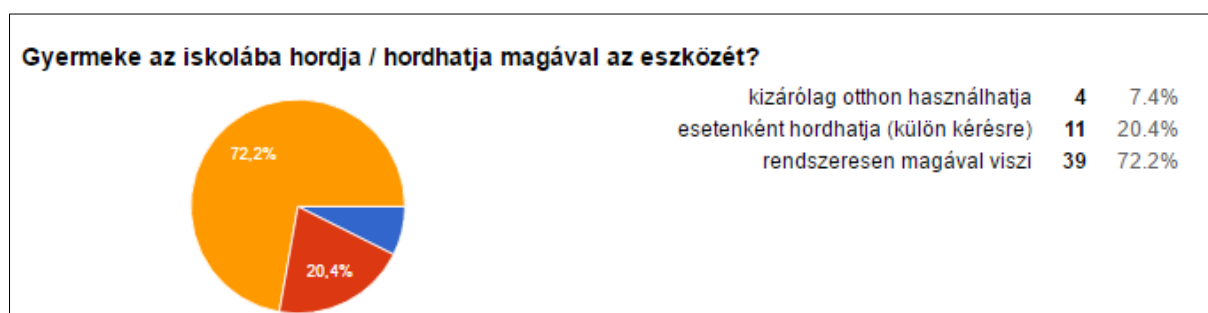 Gyermeke az iskolába hordja / hordhatja magával az eszközét?
kizárólag otthon használhatja 4 7.4%
esetenként hordhatja (külön kérésre) 11 20.4%
rendszeresen magával viszi 39 72.2%
72,2%
20,4%